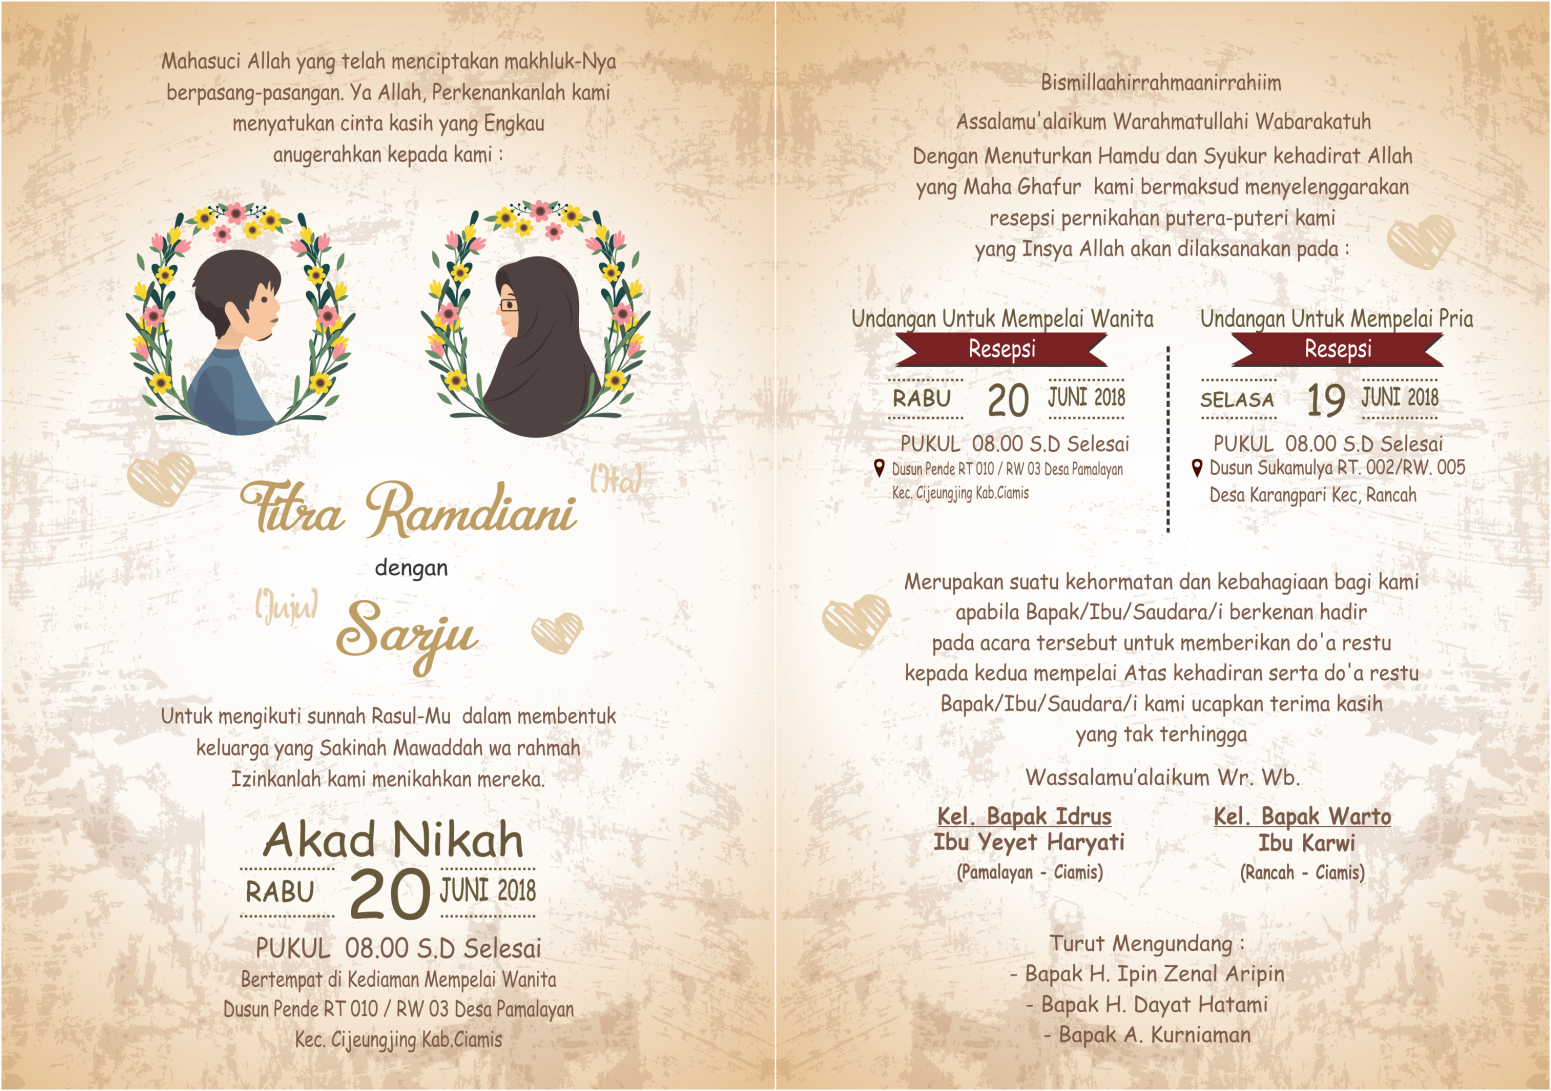 Mahasuci Allah yang telah menciptakan makhluk-Nya
berpasang-pasangan. Ya Allah, Perkenankanlah kami
menyatukan cinta kasih yang Engkau
anugerahkan kepada kami :
(Ita)
Titra Ramdiani
dengan
(Juju)
Sarju
Untuk mengikuti sunnah Rasul-Mu dalam membentuk
keluarga yang Sakinah Mawaddah wa rahmah
Izinkanlah kami menikahkan mereka.
Akad Nikah
RABU 20 JUNI 2018
PUKUL 08.00 S.D Selesai
Bertempat di Kediaman Mempelai Wanita
Dusun Pende RT 010 / RW 03 Desa Pamalayan
Kec. Cijeungjing Kab.Ciamis
Bismillaahirrahmaanirrahiim
Assalamu'alaikum Warahmatullahi Wabarakatuh
Dengan Menuturkan Hamdu dan Syukur kehadirat Allah
yang Maha Ghafur kami bermaksud menyelenggarakan
resepsi pernikahan putera-puteri kami
yang Insya Allah akan dilaksanakan pada :
Undangan Untuk Mempelai Wanita
Resepsi
RABU 20 JUNI 2018
PUKUL 08.00 S.D Selesai
Dusun Pende RT 010 / RW 03 Desa Pamalayan
Kec. Cijeungjing Kab.Ciamis
Undangan Untuk Mempelai Pria
Resepsi
SELASA 19 JUNI 2018
PUKUL 08.00 S.D Selesai
Dusun Sukamulya RT. 002/RW. 005
Desa Karangpari Kec, Rancah
Merupakan suatu kehormatan dan kebahagiaan bagi kami
apabila Bapak/Ibu/Saudara/i berkenan hadir
pada acara tersebut untuk memberikan do'a restu
kepada kedua mempelai Atas kehadiran serta do'a restu
Bapak/Ibu/Saudara/i kami ucapkan terima kasih
yang tak terhingga
Wassalamu’alaikum Wr. Wb.
Kel. Bapak Idrus
Ibu Yeyet Haryati
(Pamalayan - Ciamis)
Kel. Bapak Warto
Ibu Karwi
(Rancah - Ciamis)
Turut Mengundang :
- Bapak H. Ipin Zenal Aripin
- Bapak H. Dayat Hatami
- Bapak A. Kurniaman